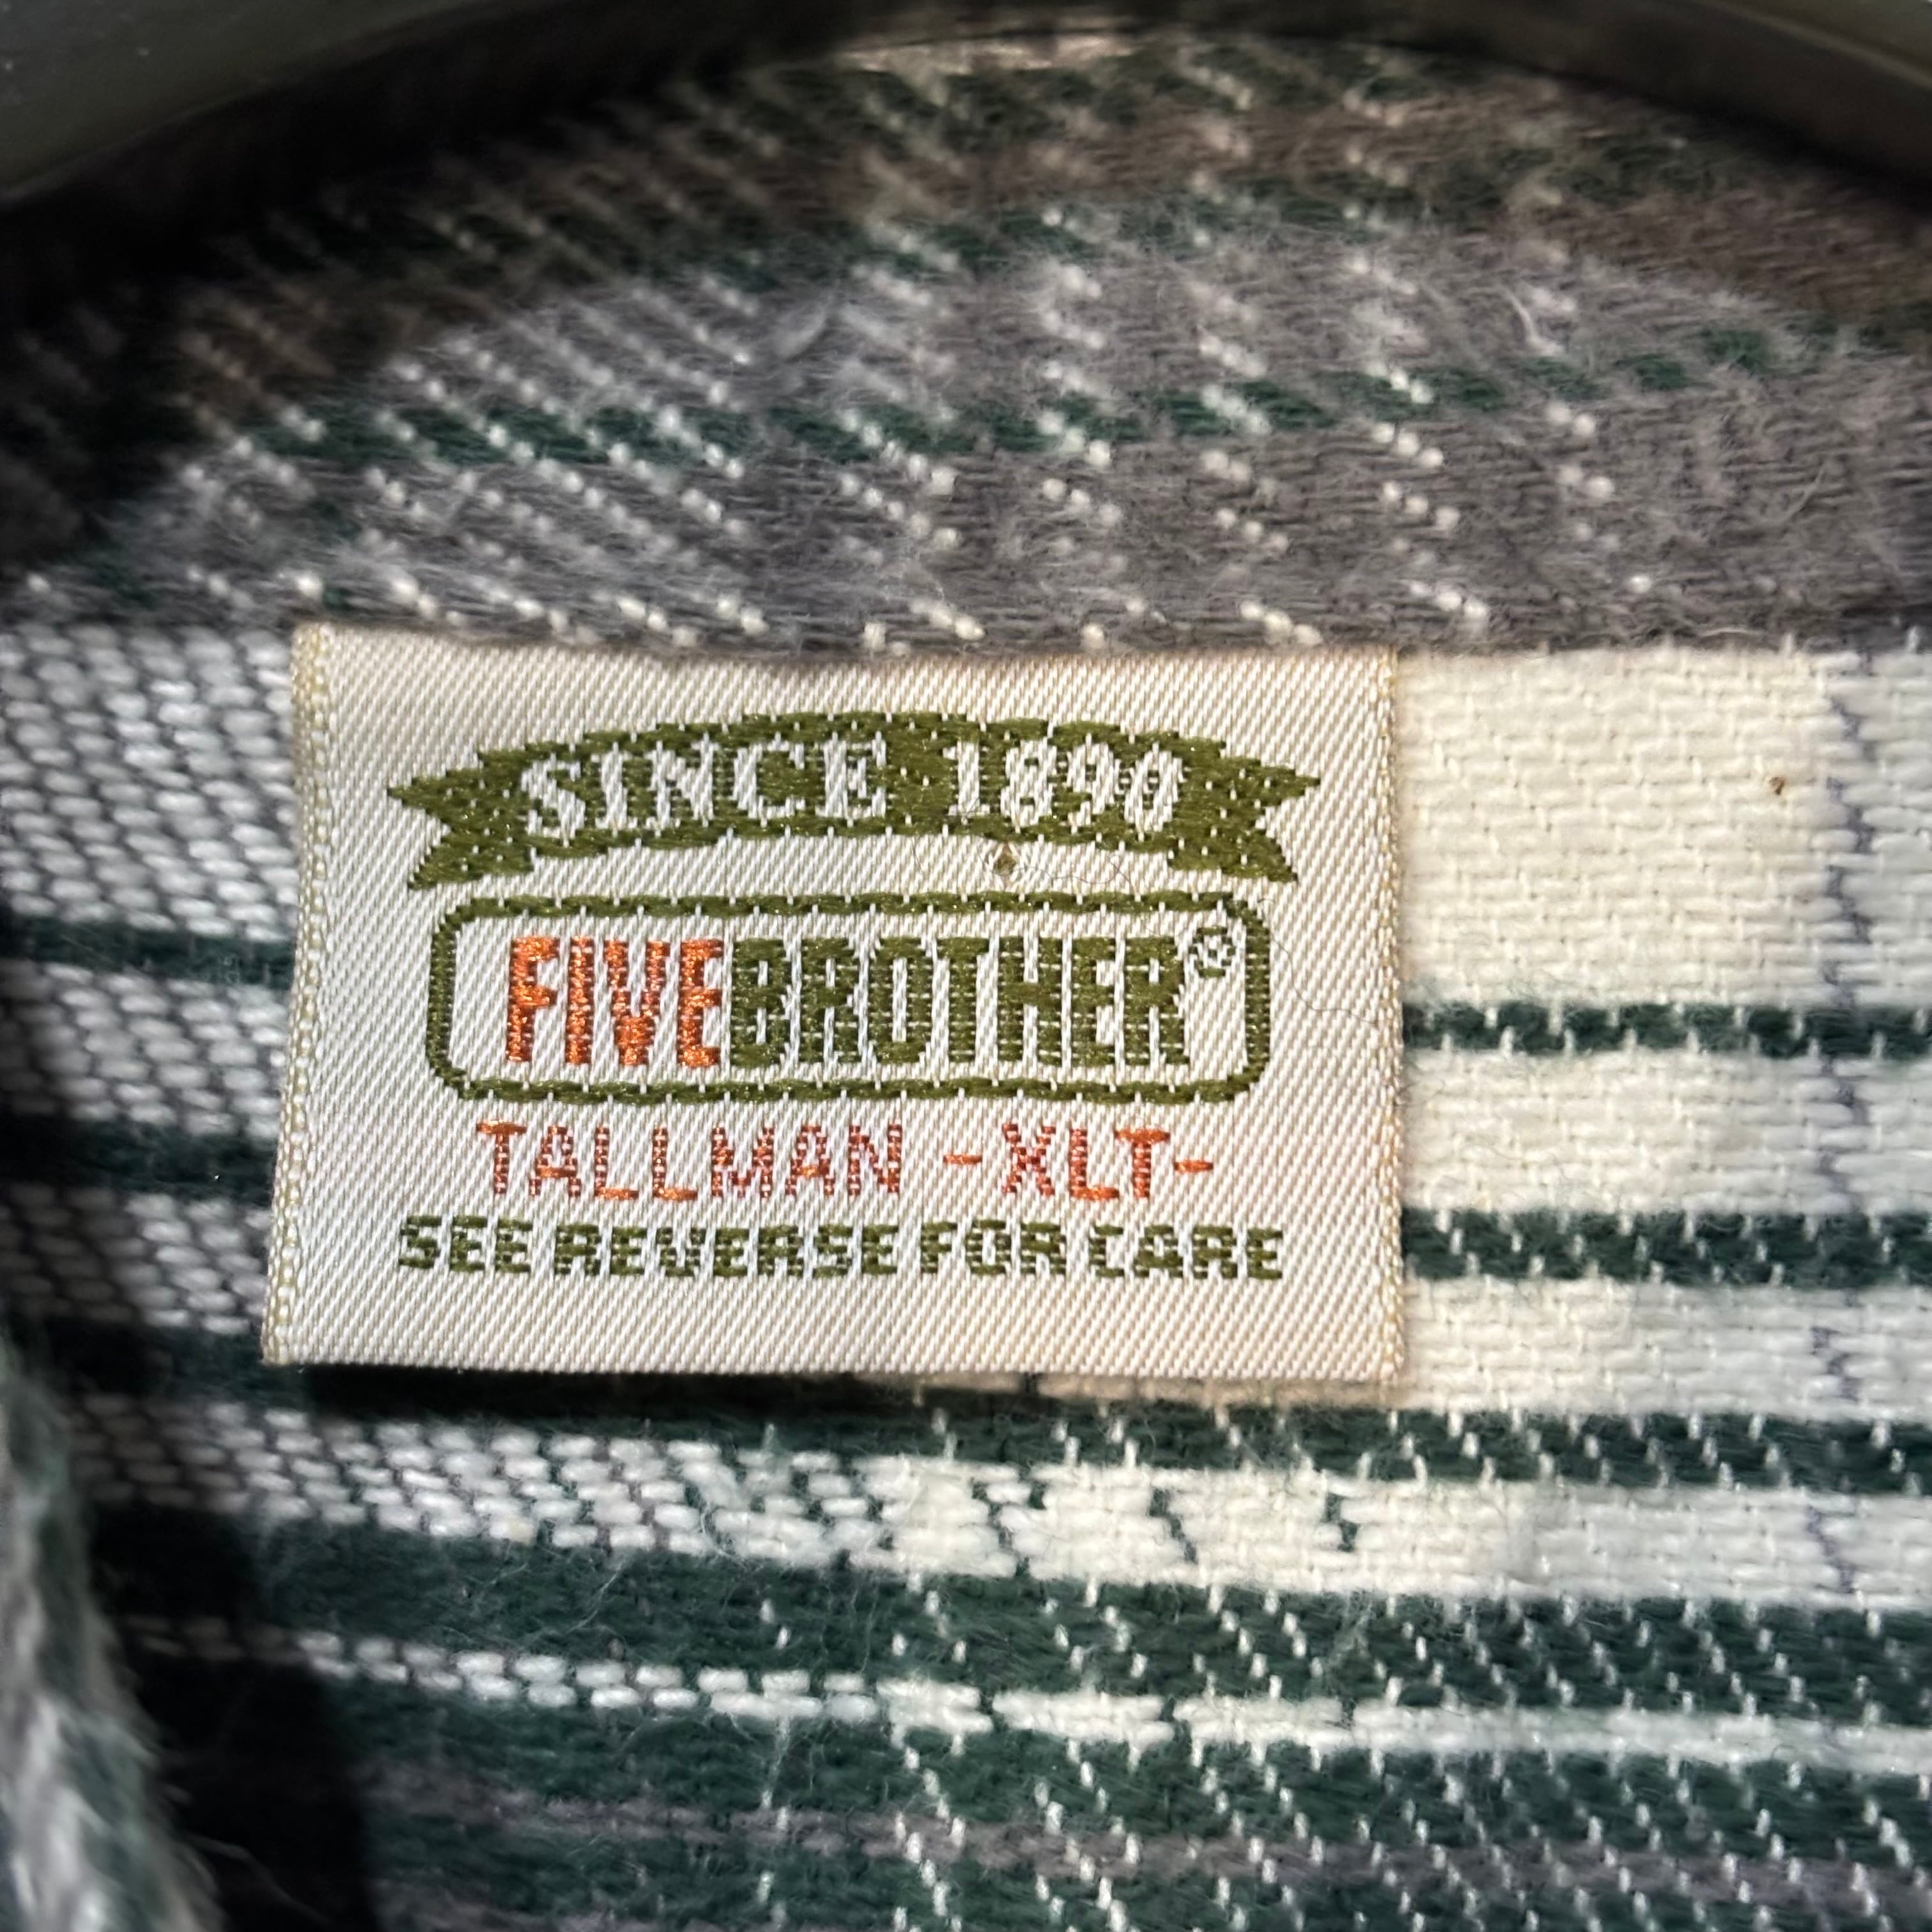 SINCE 1890
FIVEBROTHER®
TALLMAN -XLT-
SEE REVERSE FOR CARE